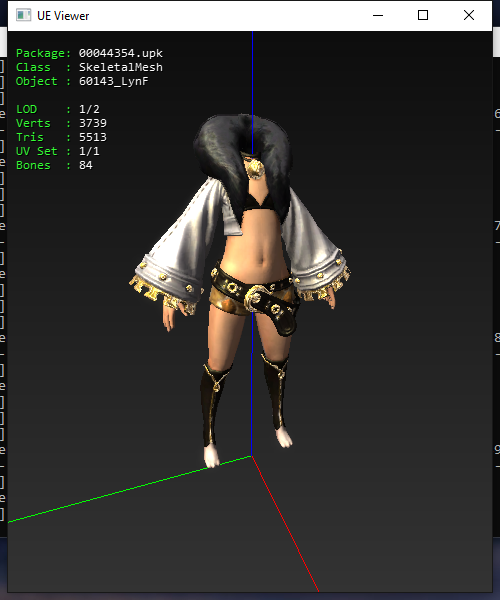 UE Viewer
Package: 00044354.upk
Class : SkeletalMesh
Object : 60143_LynF
LOD : 1/2
Verts : 3739
Tris : 5513
UV Set : 1/1
Bones : 84